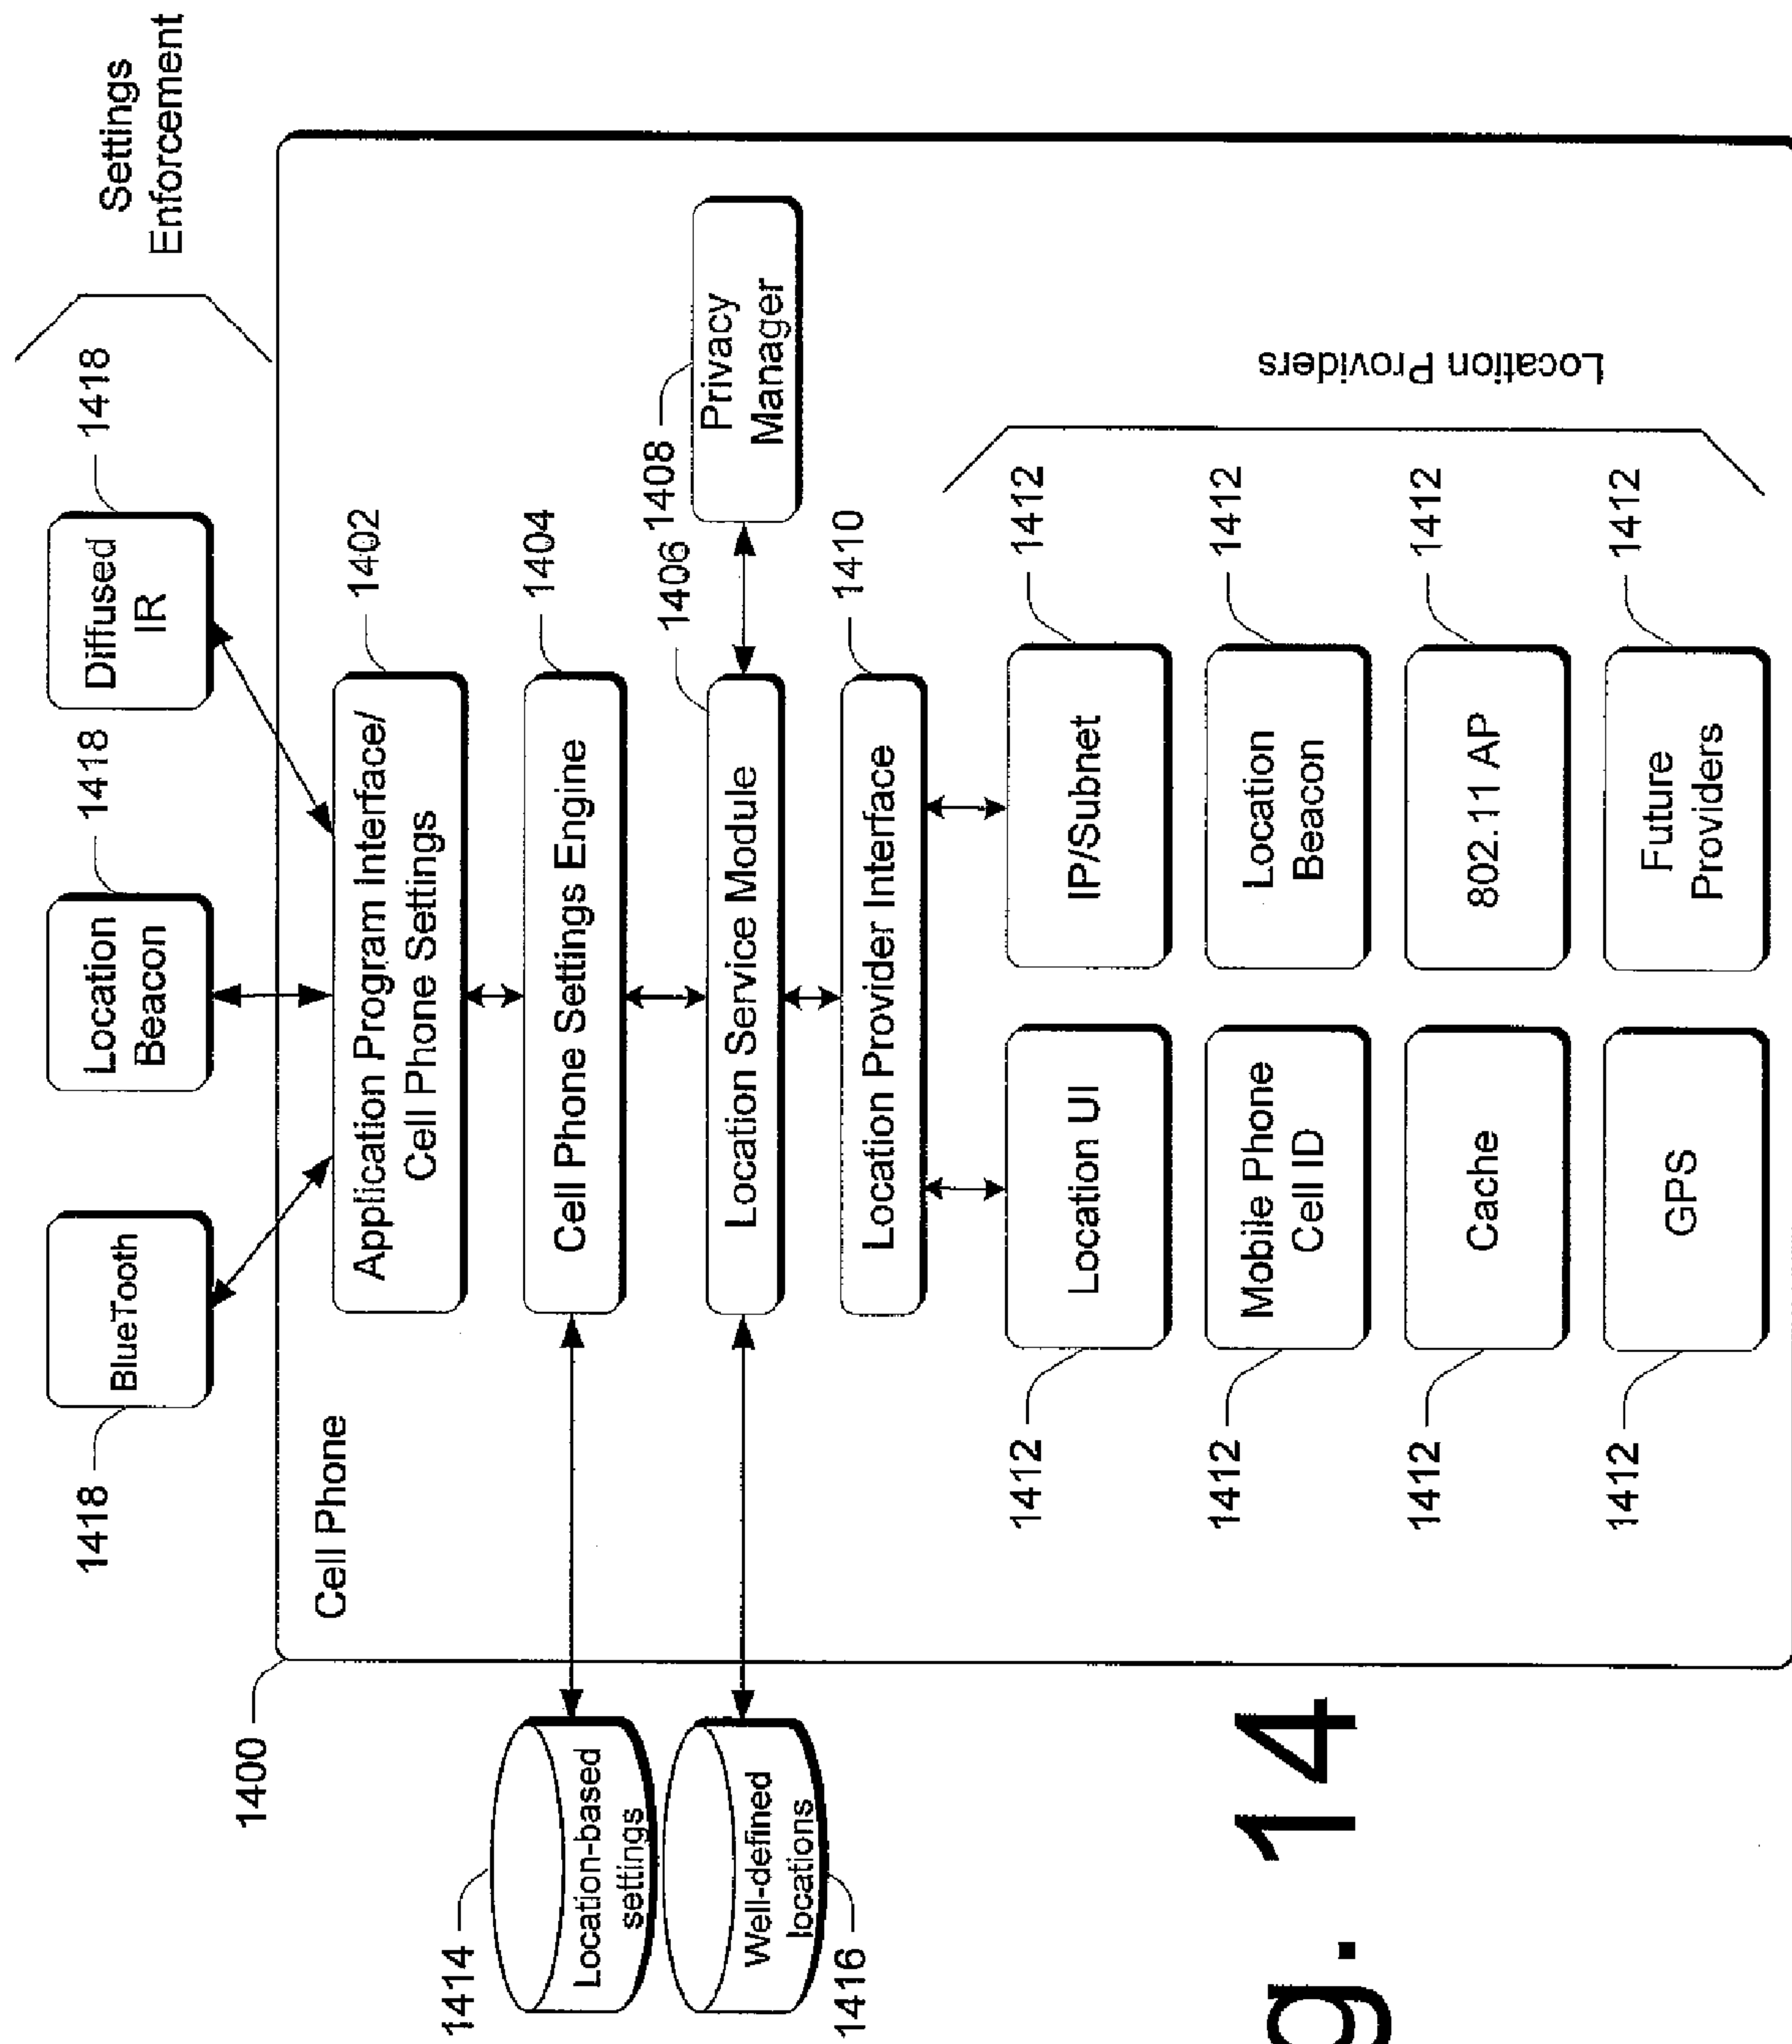 Settings
Enforcement
1418
1418
1418
BlueTooth
Location
Beacon
Diffused
IR
1400
Cell Phone
Application Program Interface/
Cell Phone Settings
1402
1414
Location-based
settings
Cell Phone Settings Engine
1404
1416
Well-defined
locations
Location Service Module
1406
1408
Privacy
Manager
Location Provider Interface
1410
Location Providers
1412
Location UI
IP/Subnet
1412
1412
Mobile Phone
Cell ID
Location
Beacon
1412
1412
Cache
802.11 AP
1412
1412
GPS
Future
Providers
1412
g. 14